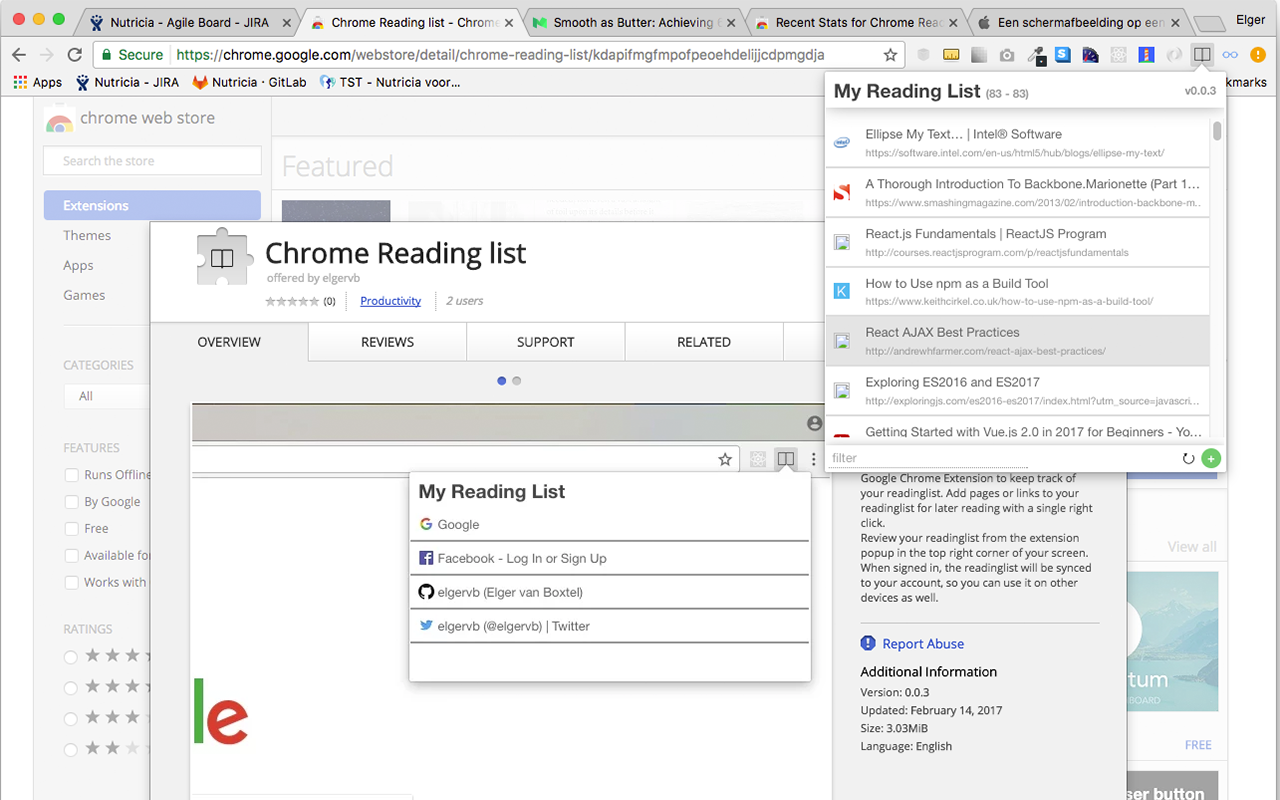 Nutricia - Agile Board - JIRA
Chrome Reading list - Chrome
Smooth as Butter: Achieving 6
Recent Stats for Chrome Read
Een schermafbeelding op een
Elger
Secure
https://chrome.google.com/webstore/detail/chrome-reading-list/kdapifmgfmpofpeoehdelijjcdpmgdja
Apps
Nutricia - JIRA
Nutricia · GitLab
TST - Nutricia voor...
kmarks
chrome web store
Search the store
Extensions
Themes
Apps
Games
CATEGORIES
All
FEATURES
Runs Offline
By Google
Free
Available fo
Works with
RATINGS
Featured
Chrome Reading list
offered by elgervb
(0)
Productivity
2 users
OVERVIEW
REVIEWS
SUPPORT
RELATED
My Reading List
Google
Facebook - Log In or Sign Up
elgervb (Elger van Boxtel)
elgervb (@elgervb) | Twitter
le
My Reading List (83 - 83)
v0.0.3
Ellipse My Text... | Intel® Software
https://software.intel.com/en-us/html5/hub/blogs/ellipse-my-text/
A Thorough Introduction To Backbone.Marionette (Part 1...
https://www.smashingmagazine.com/2013/02/introduction-backbone-m..
React.js Fundamentals | ReactJS Program
http://courses.reactjsprogram.com/p/reactjsfundamentals
How to Use npm as a Build Tool
https://www.keithcirkel.co.uk/how-to-use-npm-as-a-build-tool/
React AJAX Best Practices
http://andrewhfarmer.com/react-ajax-best-practices/
Exploring ES2016 and ES2017
http://exploringjs.com/es2016-es2017/index.html?utm_source=javascri...
Getting Started with Vue.js 2.0 in 2017 for Beginners - Yo...
filter
Google Chrome Extension to keep track of
your readinglist. Add pages or links to your
readinglist for later reading with a single right
click.
Review your readinglist from the extension
popup in the top right corner of your screen.
When signed in, the readinglist will be synced
to your account, so you can use it on other
devices as well.
Report Abuse
Additional Information
Version: 0.0.3
Updated: February 14, 2017
Size: 3.03MiB
Language: English
View all
tum
BOARD
FREE
ser button